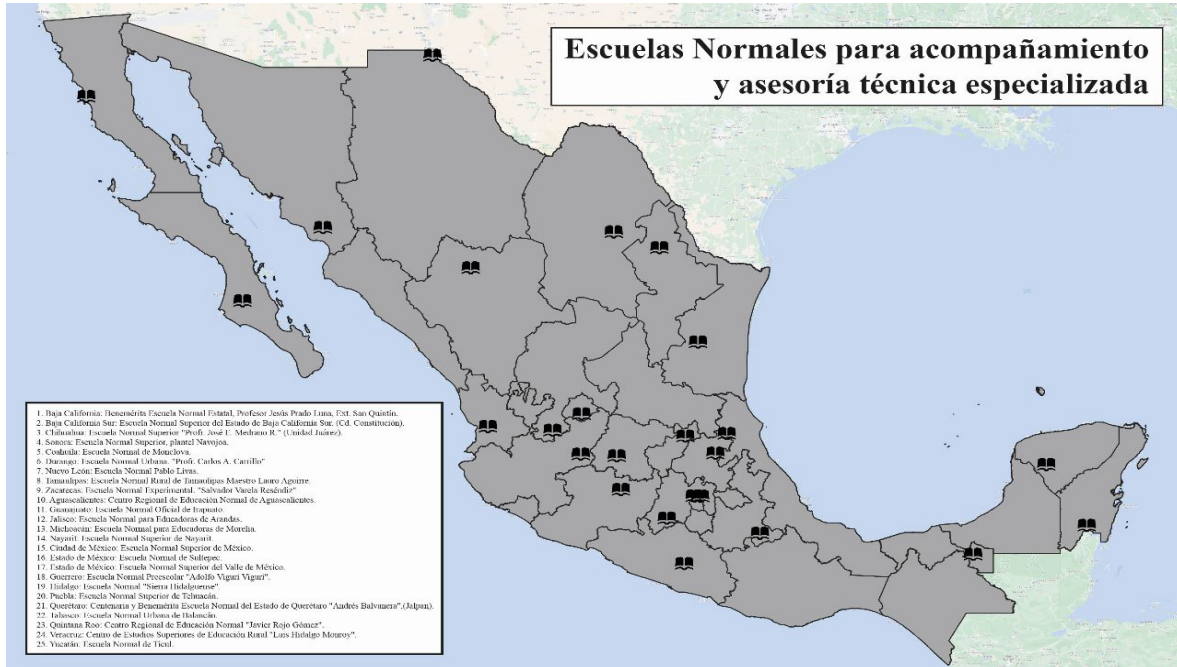 Escuelas Normales para acompañamiento
y asesoría técnica especializada
1. Baja California: Benemérita Escuela Normal Estatal, Profesor Jesús Prado Luna, Ext. San Quintín.
2. Baja California Sur: Escuela Normal Superior del Estado de Baja California Sur. (Cd. Constitución).
3. Chihuahua: Escuela Normal Superior "Profr. José E. Medrano R." (Unidad Juárez).
4. Sonora: Escuela Normal Superior, plantel Navojoa.
5. Coahuila: Escuela Normal de Monclova.
6. Durango: Escuela Normal Urbana. "Profr. Carlos A. Carrillo"
7. Nuevo León: Escuela Normal Pablo Livas.
8. Tamaulipas: Escuela Normal Rural de Tamaulipas Maestro Lauro Aguirre.
9. Zacatecas: Escuela Normal Experimental. "Salvador Varela Reséndiz"
10. Aguascalientes: Centro Regional de Educación Normal de Aguascalientes.
11. Guanajuato: Escuela Normal Oficial de Irapuato.
12. Jalisco: Escuela Normal para Educadoras de Arandas.
13. Michoacán: Escuela Normal para Educadoras de Morelia.
14. Nayarit: Escuela Normal Superior de Nayarit.
15. Ciudad de México: Escuela Normal Superior de México.
16. Estado de México: Escuela Normal de Sultepec.
17. Estado de México: Escuela Normal Superior del Valle de México.
18. Guerrero: Escuela Normal Preescolar "Adolfo Viguri Viguri".
19. Hidalgo: Escuela Normal "Sierra Hidalguense".
20. Puebla: Escuela Normal Superior de Tehuacán.
21. Querétaro: Centenaria y Benemérita Escuela Normal del Estado de Querétaro "Andrés Balvanera".(Jalpan).
22. Tabasco: Escuela Normal Urbana de Balancán.
23. Quintana Roo: Centro Regional de Educación Normal "Javier Rojo Gómez".
24. Veracruz: Centro de Estudios Superiores de Educación Rural "Luis Hidalgo Monroy".
25. Yucatán: Escuela Normal de Ticul.